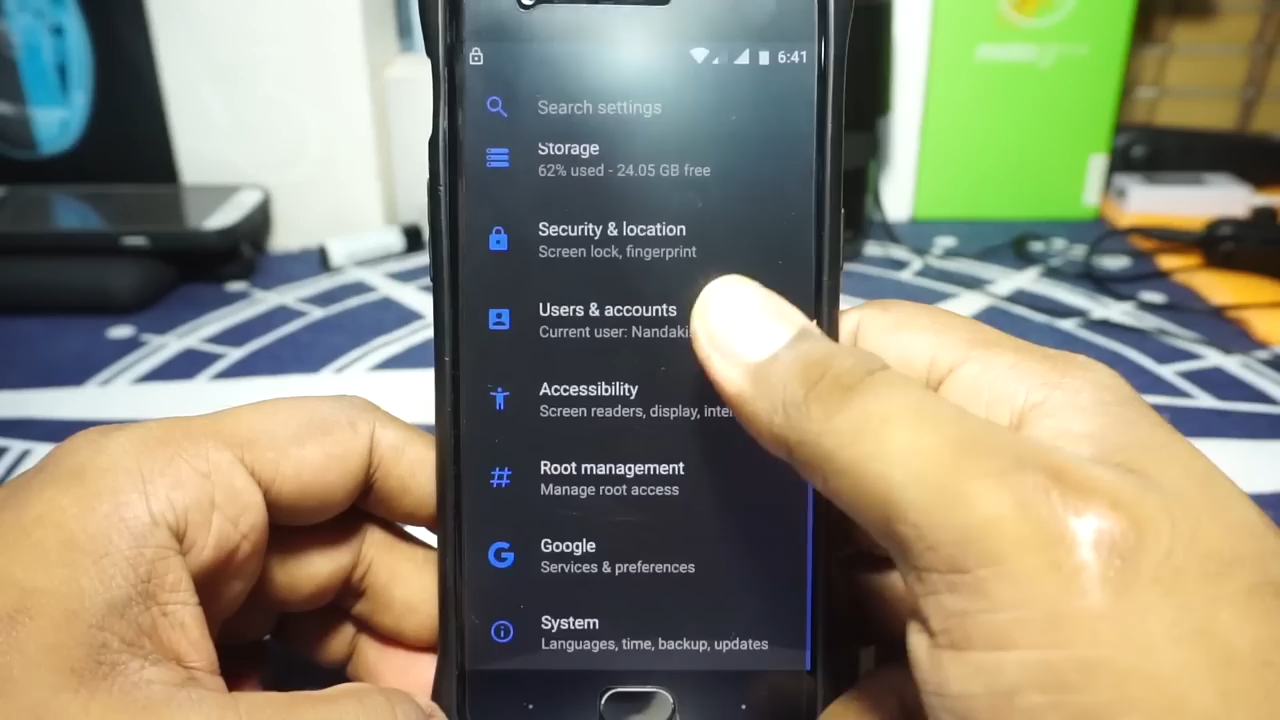 6:41
Search settings
Storage
62% used - 24.05 GB free
Security & location
Screen lock, fingerprint
Users & accounts
Current user:
Accessibility
Screen readers, display,
Root management
Manage root access
Google
Services & preferences
System
Languages, time, backup, updates